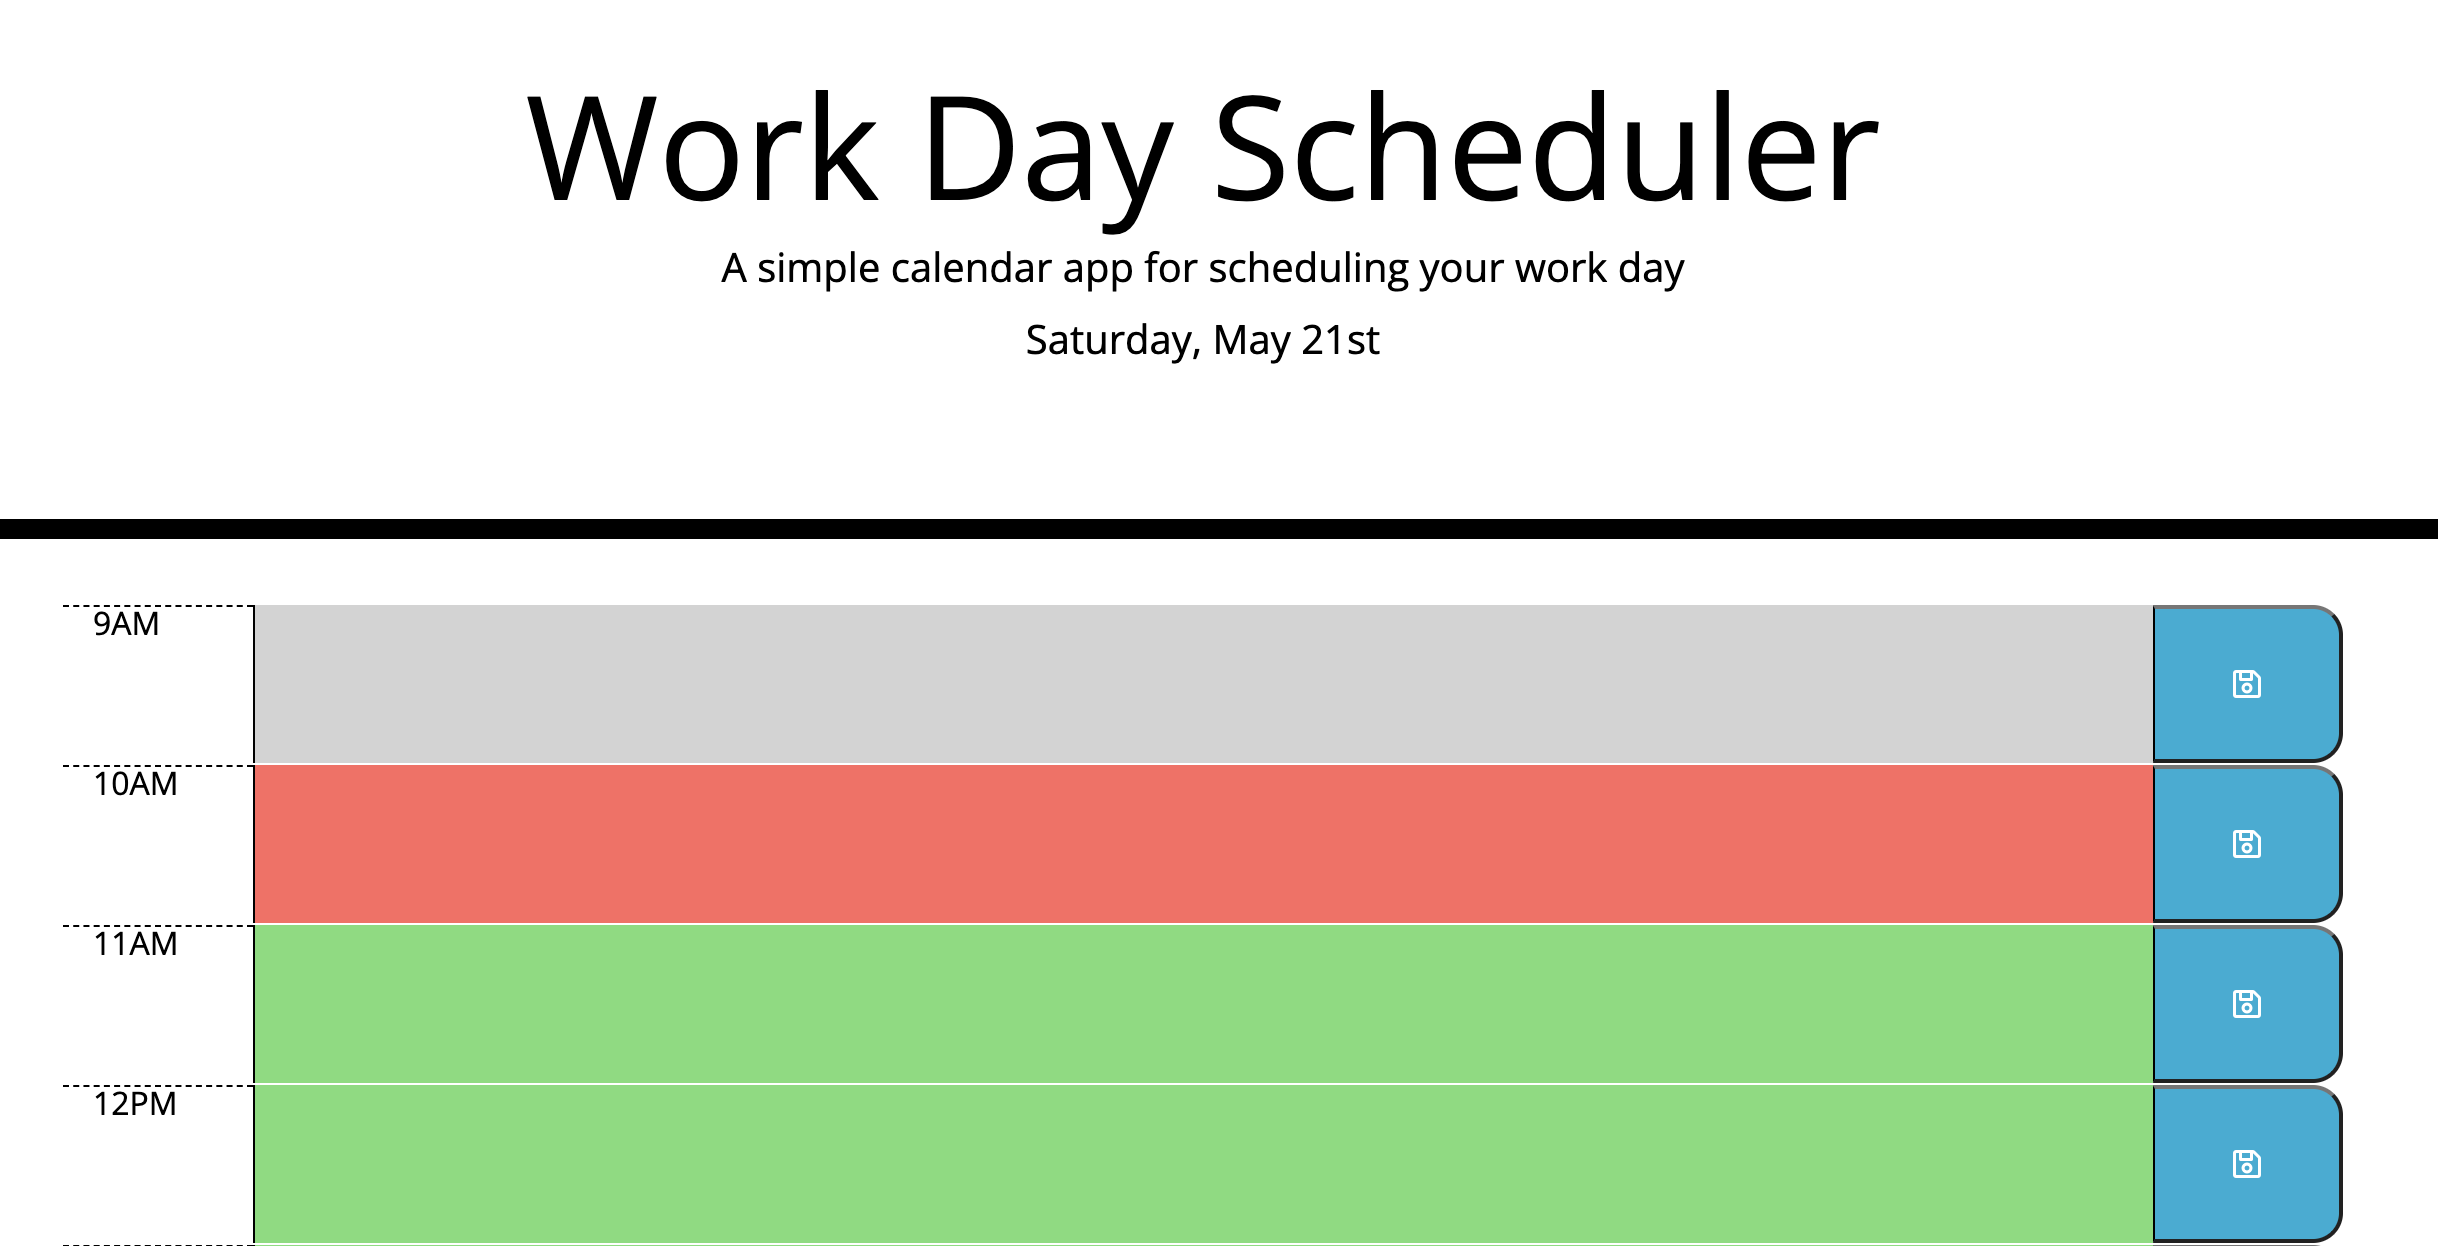 Work Day Scheduler
A simple calendar app for scheduling your work day
Saturday, May 21st
9AM
10AM
11AM
12PM